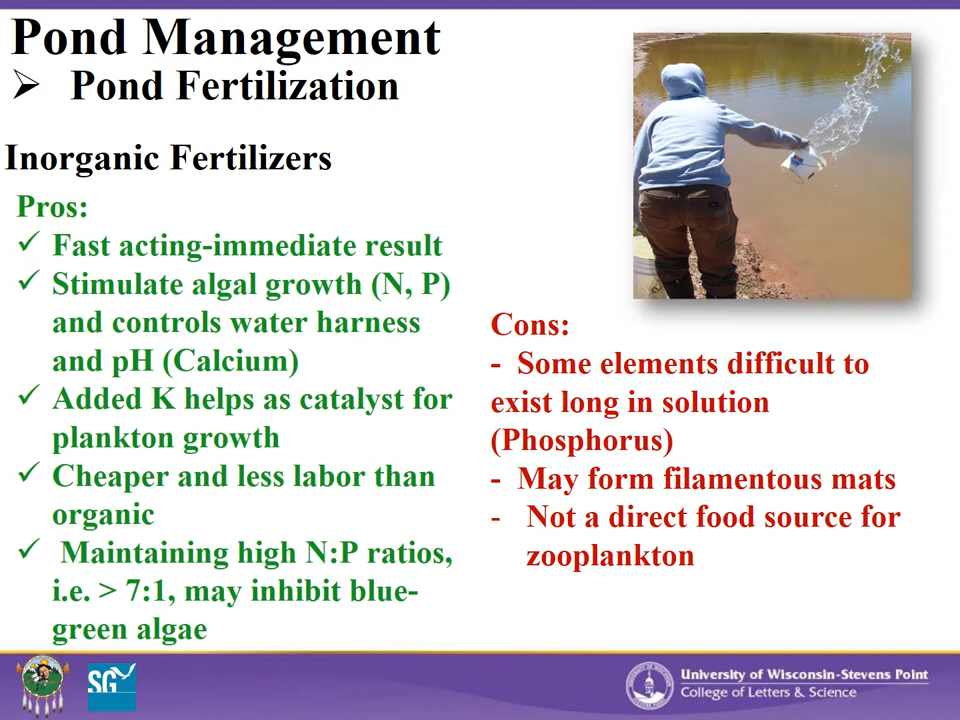 Pond Management
➢ Pond Fertilization
Inorganic Fertilizers
Pros:
✓ Fast acting-immediate result
✓ Stimulate algal growth (N, P)
and controls water harness
and pH (Calcium)
✓ Added K helps as catalyst for
plankton growth
✓ Cheaper and less labor than
organic
✓ Maintaining high N:P ratios,
i.e. > 7:1, may inhibit blue-
green algae
Cons:
- Some elements difficult to
exist long in solution
(Phosphorus)
- May form filamentous mats
- Not a direct food source for
zooplankton
SG
University of Wisconsin-Stevens Point
College of Letters & Science